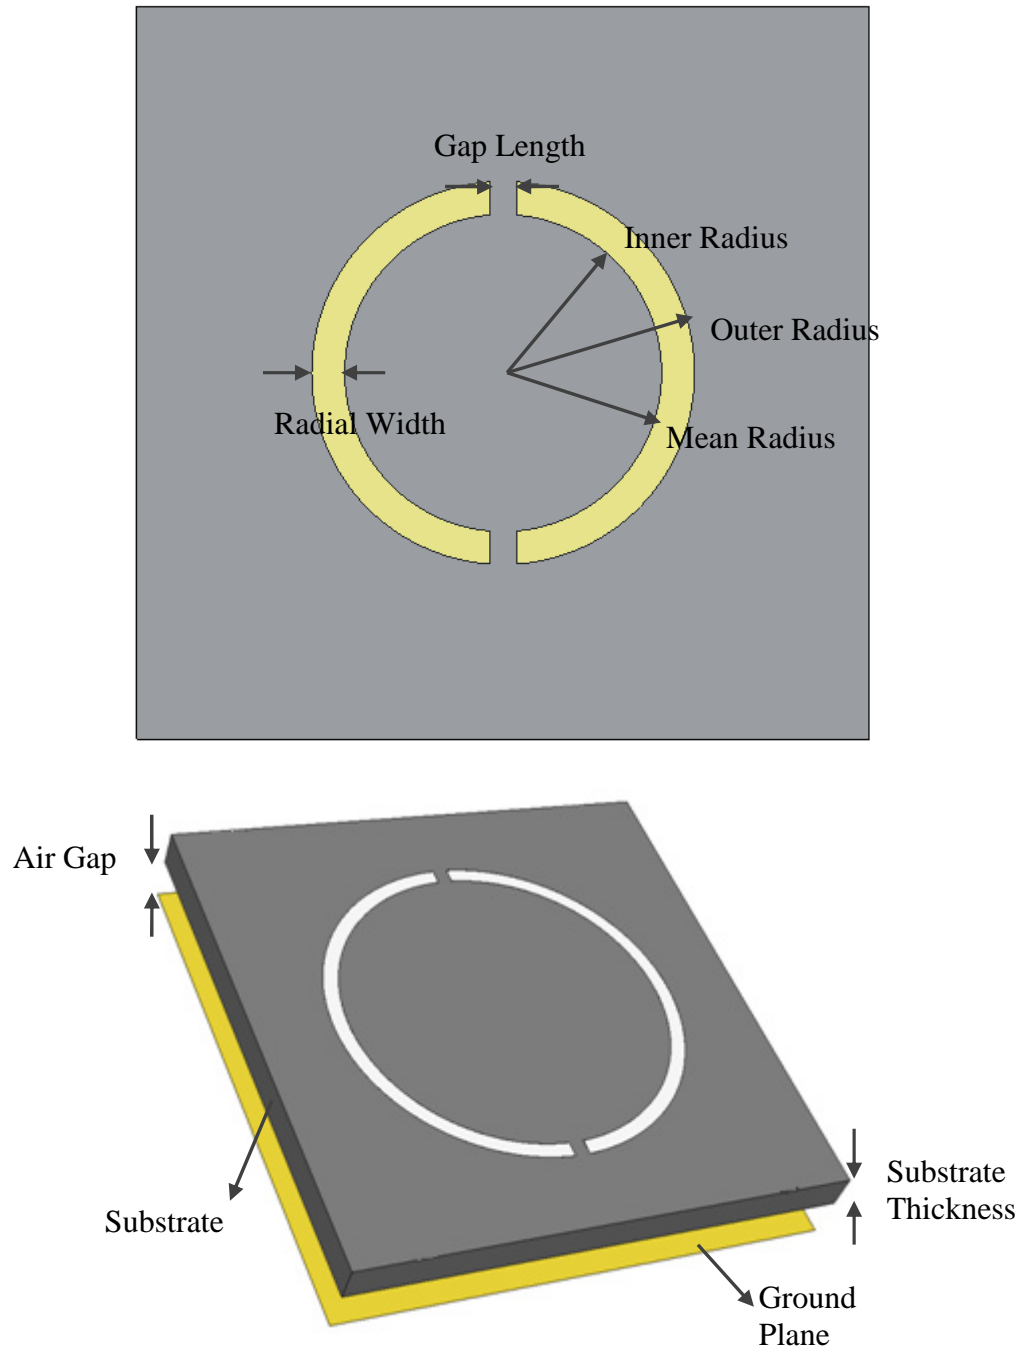 Gap Length
Inner Radius
Outer Radius
Radial Width
Mean Radius
Air Gap
Substrate
Thickness
Substrate
Ground
Plane